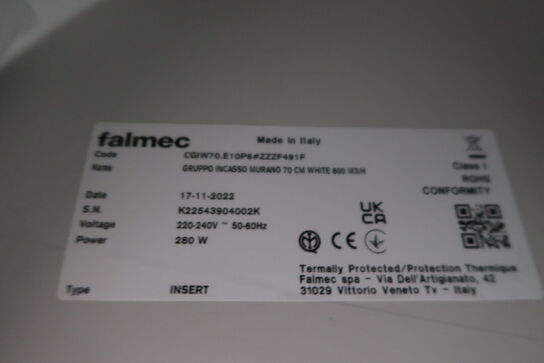 falmec Made in Italy
Code CGIW70.E10P8#ZZZF491F
Name GRUPPO INCASSO MURANO 70 CM WHITE 800 M3/H
Class I
ROHS
CONFORMITY
Date 17-11-2022
S.N. K22543904002K
Voltage 220-240V ~ 50-60Hz
Power 280 W
UK
CA
CE
Termally Protected/Protection Thermique
Falmec spa - Via Dell'Artigianato, 42
31029 Vittorio Veneto Tv - Italy
Type INSERT